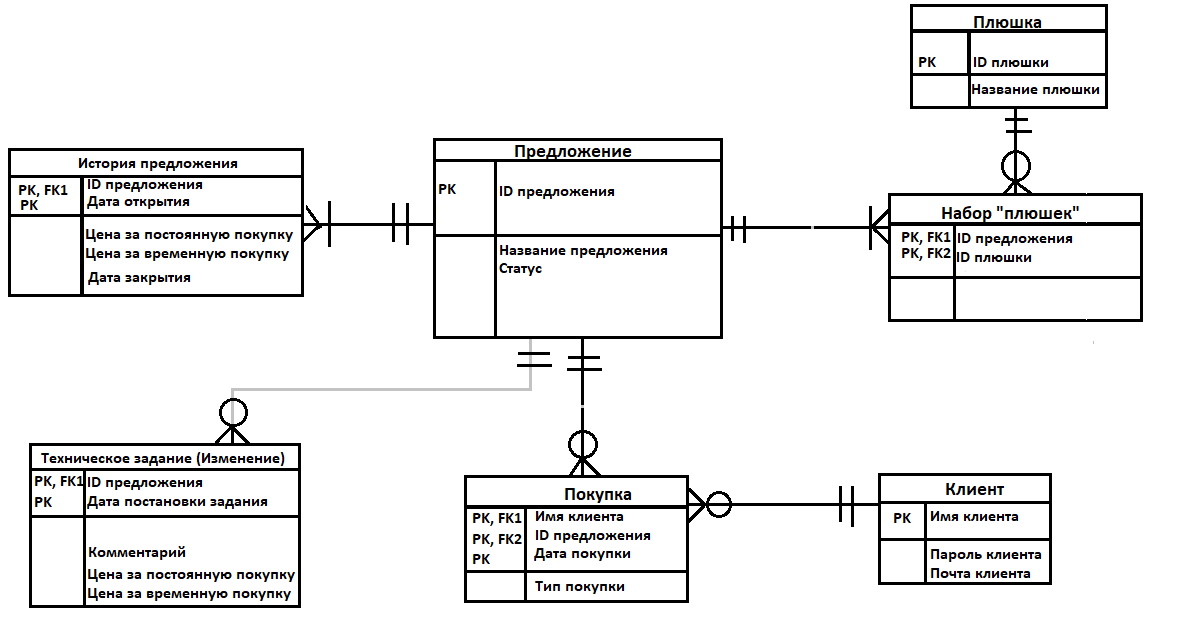 Плюшка
PK
ID плюшки
Название плюшки
История предложения
PK, FK1
ID предложения
PK
Дата открытия
Цена за постоянную покупку
Цена за временную покупку
Дата закрытия
Предложение
PK
ID предложения
Название предложения
Статус
Набор "плюшек"
PK, FK1
ID предложения
PK, FK2
ID плюшки
Техническое задание (Изменение)
PK, FK1
ID предложения
PK
Дата постановки задания
Комментарий
Цена за постоянную покупку
Цена за временную покупку
Покупка
PK, FK1
Имя клиента
PK, FK2
ID предложения
PK
Дата покупки
Тип покупки
Клиент
PK
Имя клиента
Пароль клиента
Почта клиента